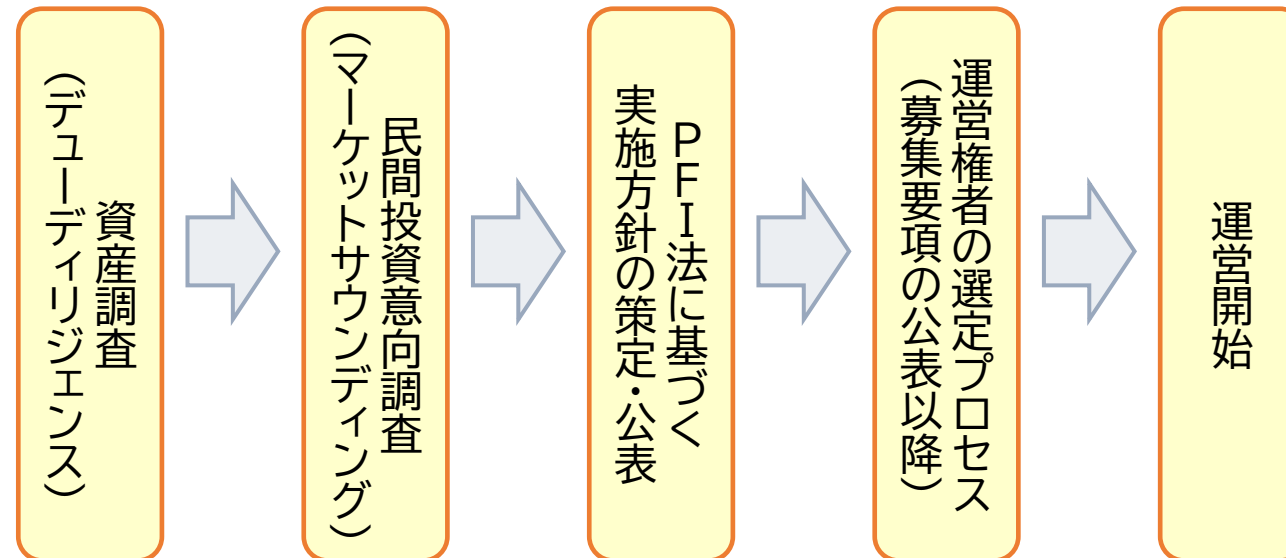 資産調査
（デューディリジェンス）
民間投資意向調査
（マーケットサウンディング）
ＰＦＩ法に基づく
実施方針の策定・公表
運営権者の選定プロセス
（募集要項の公表以降）
運営開始